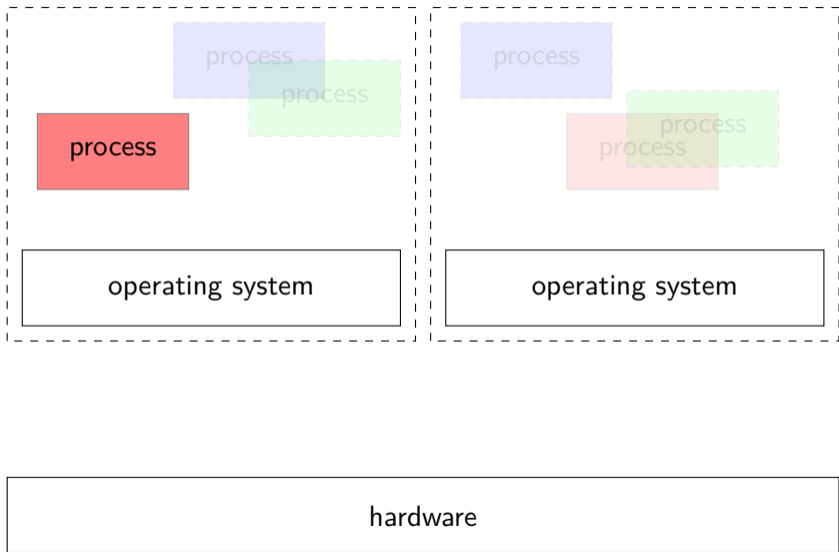 process
process
process
process
process
process
operating system
operating system
hardware